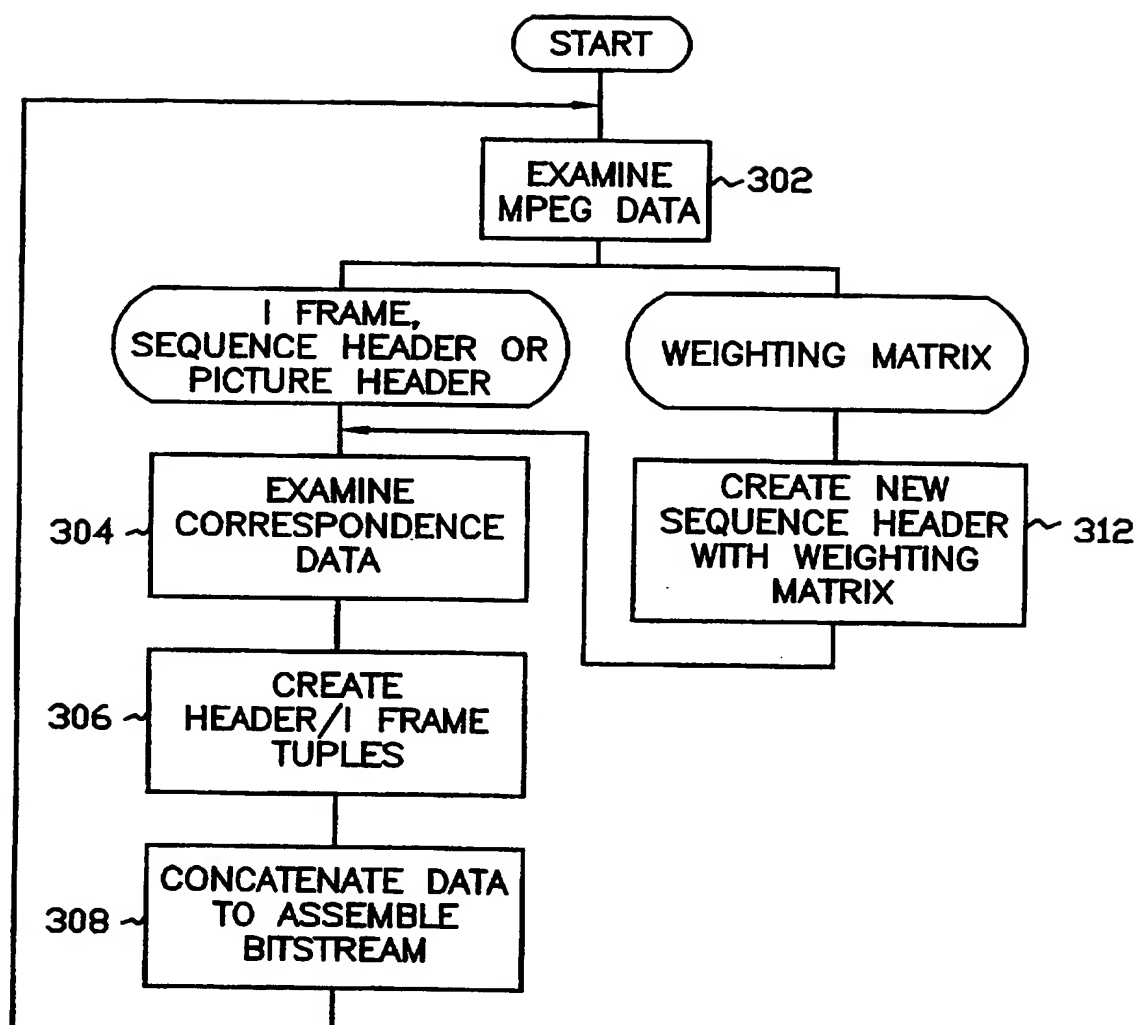 START
EXAMINE
MPEG DATA
302
I FRAME,
SEQUENCE HEADER OR
PICTURE HEADER
WEIGHTING MATRIX
EXAMINE
CORRESPONDENCE
DATA
304
CREATE NEW
SEQUENCE HEADER
WITH WEIGHTING
MATRIX
312
CREATE
HEADER/I FRAME
TUPLES
306
CONCATENATE DATA
TO ASSEMBLE
BITSTREAM
308